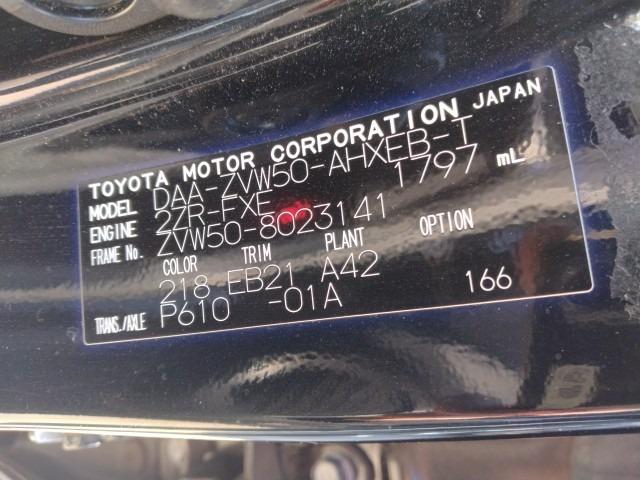 TOYOTA MOTOR CORPORATION JAPAN
MODEL DAA-ZVW50-AHXEB-T
ENGINE 2ZR-FXE 1797 mL
FRAME No. ZVW50-8023141
COLOR TRIM PLANT OPTION
218 EB21 A42
TRANS./AXLE P610 -01A 166